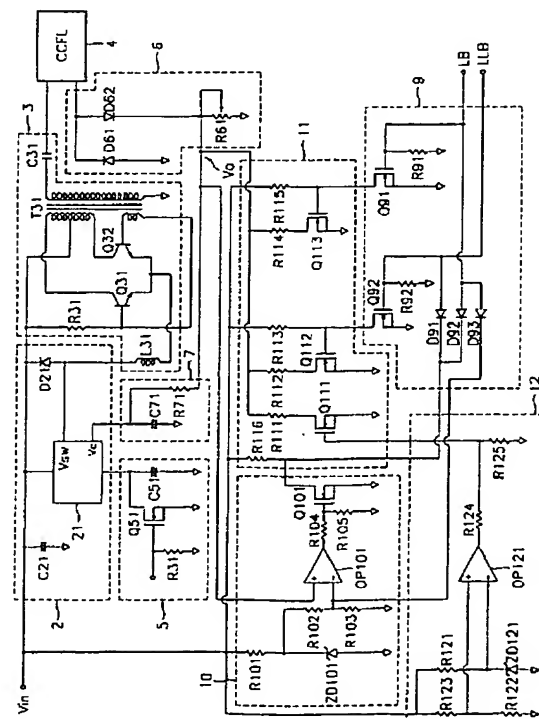 CCFL
4
3
6
C31
D62
D61
R61
T31
Vo
Q32
Q31
R31
11
LB
LLB
9
R115
R114
Q113
Q91
R91
D21
L31
7
Vsw
Vc
C71
R71
R113
R112
Q112
R111
Q111
Q92
R92
D91
D92
D93
12
21
C21
2
Q51
C51
R31
5
R116
Q101
R104
R105
OP101
R102
R103
R101
ZD101
10
Vin
R125
R124
OP121
R121
R123
ZD121
R122